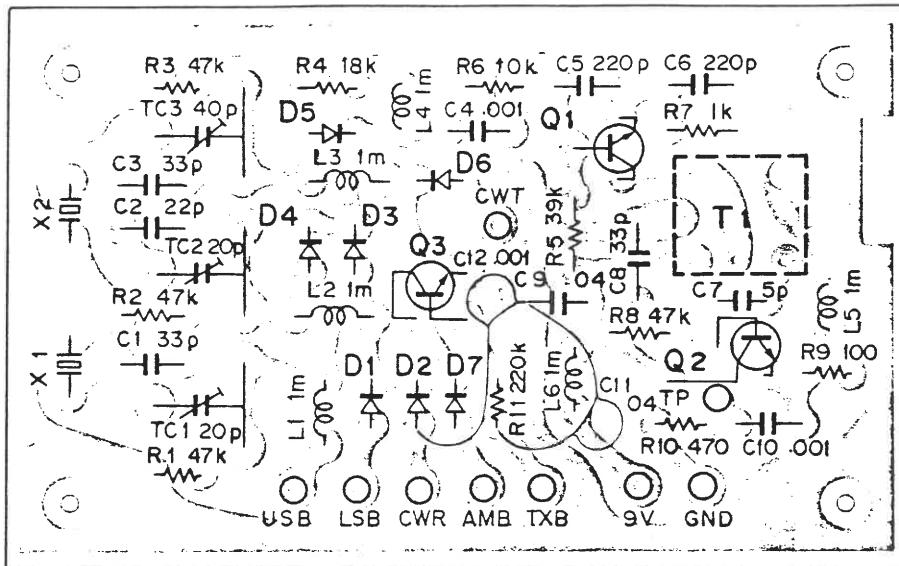 R3 47k
R4 18k
L4 1m
R6 10k
C5 220p
C6 220p
TC3 40p
D5
C4 .001
Q1
R7 1k
C3 33p
L3 1m
D6
X2
C2 22p
CWT
R5 39k
T1
D4
D3
Q3
C12 .001
C8 33p
TC2 20p
C9 04
C7 5p
L5 1m
R2 47k
L2 1m
R8 47k
C1 33p
X1
D1
D2
D7
R11 220k
L6 1m
Q2
R9 100
C11 04
TP
TC1 20p
L1 1m
R10 470
C10 .001
R1 47k
USB
LSB
CWR
AMB
TXB
9V
GND